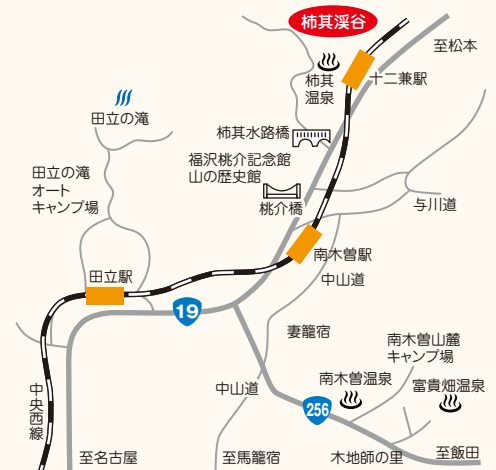 柿其渓谷
至松本
柿其
温泉
十二兼駅
田立の滝
柿其水路橋
福沢桃介記念館
山の歴史館
田立の滝
オート
キャンプ場
桃介橋
与川道
南木曽駅
田立駅
中山道
19
妻籠宿
南木曽山麓
キャンプ場
中央西線
中山道
南木曽温泉
富貴畑温泉
256
至名古屋
至馬籠宿
木地師の里
至飯田